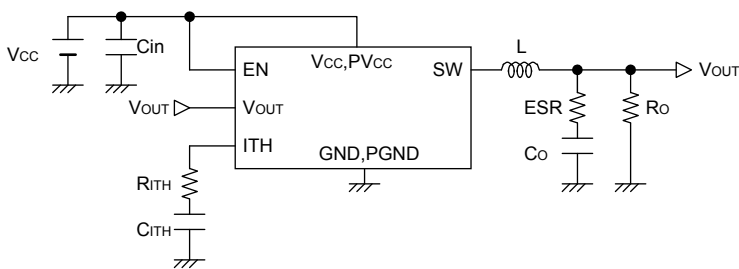 L
VCC
Cin
EN
VCC,PVCC
SW
VOUT
VOUT
VOUT
ESR
RO
ITH
GND,PGND
CO
RITH
CITH